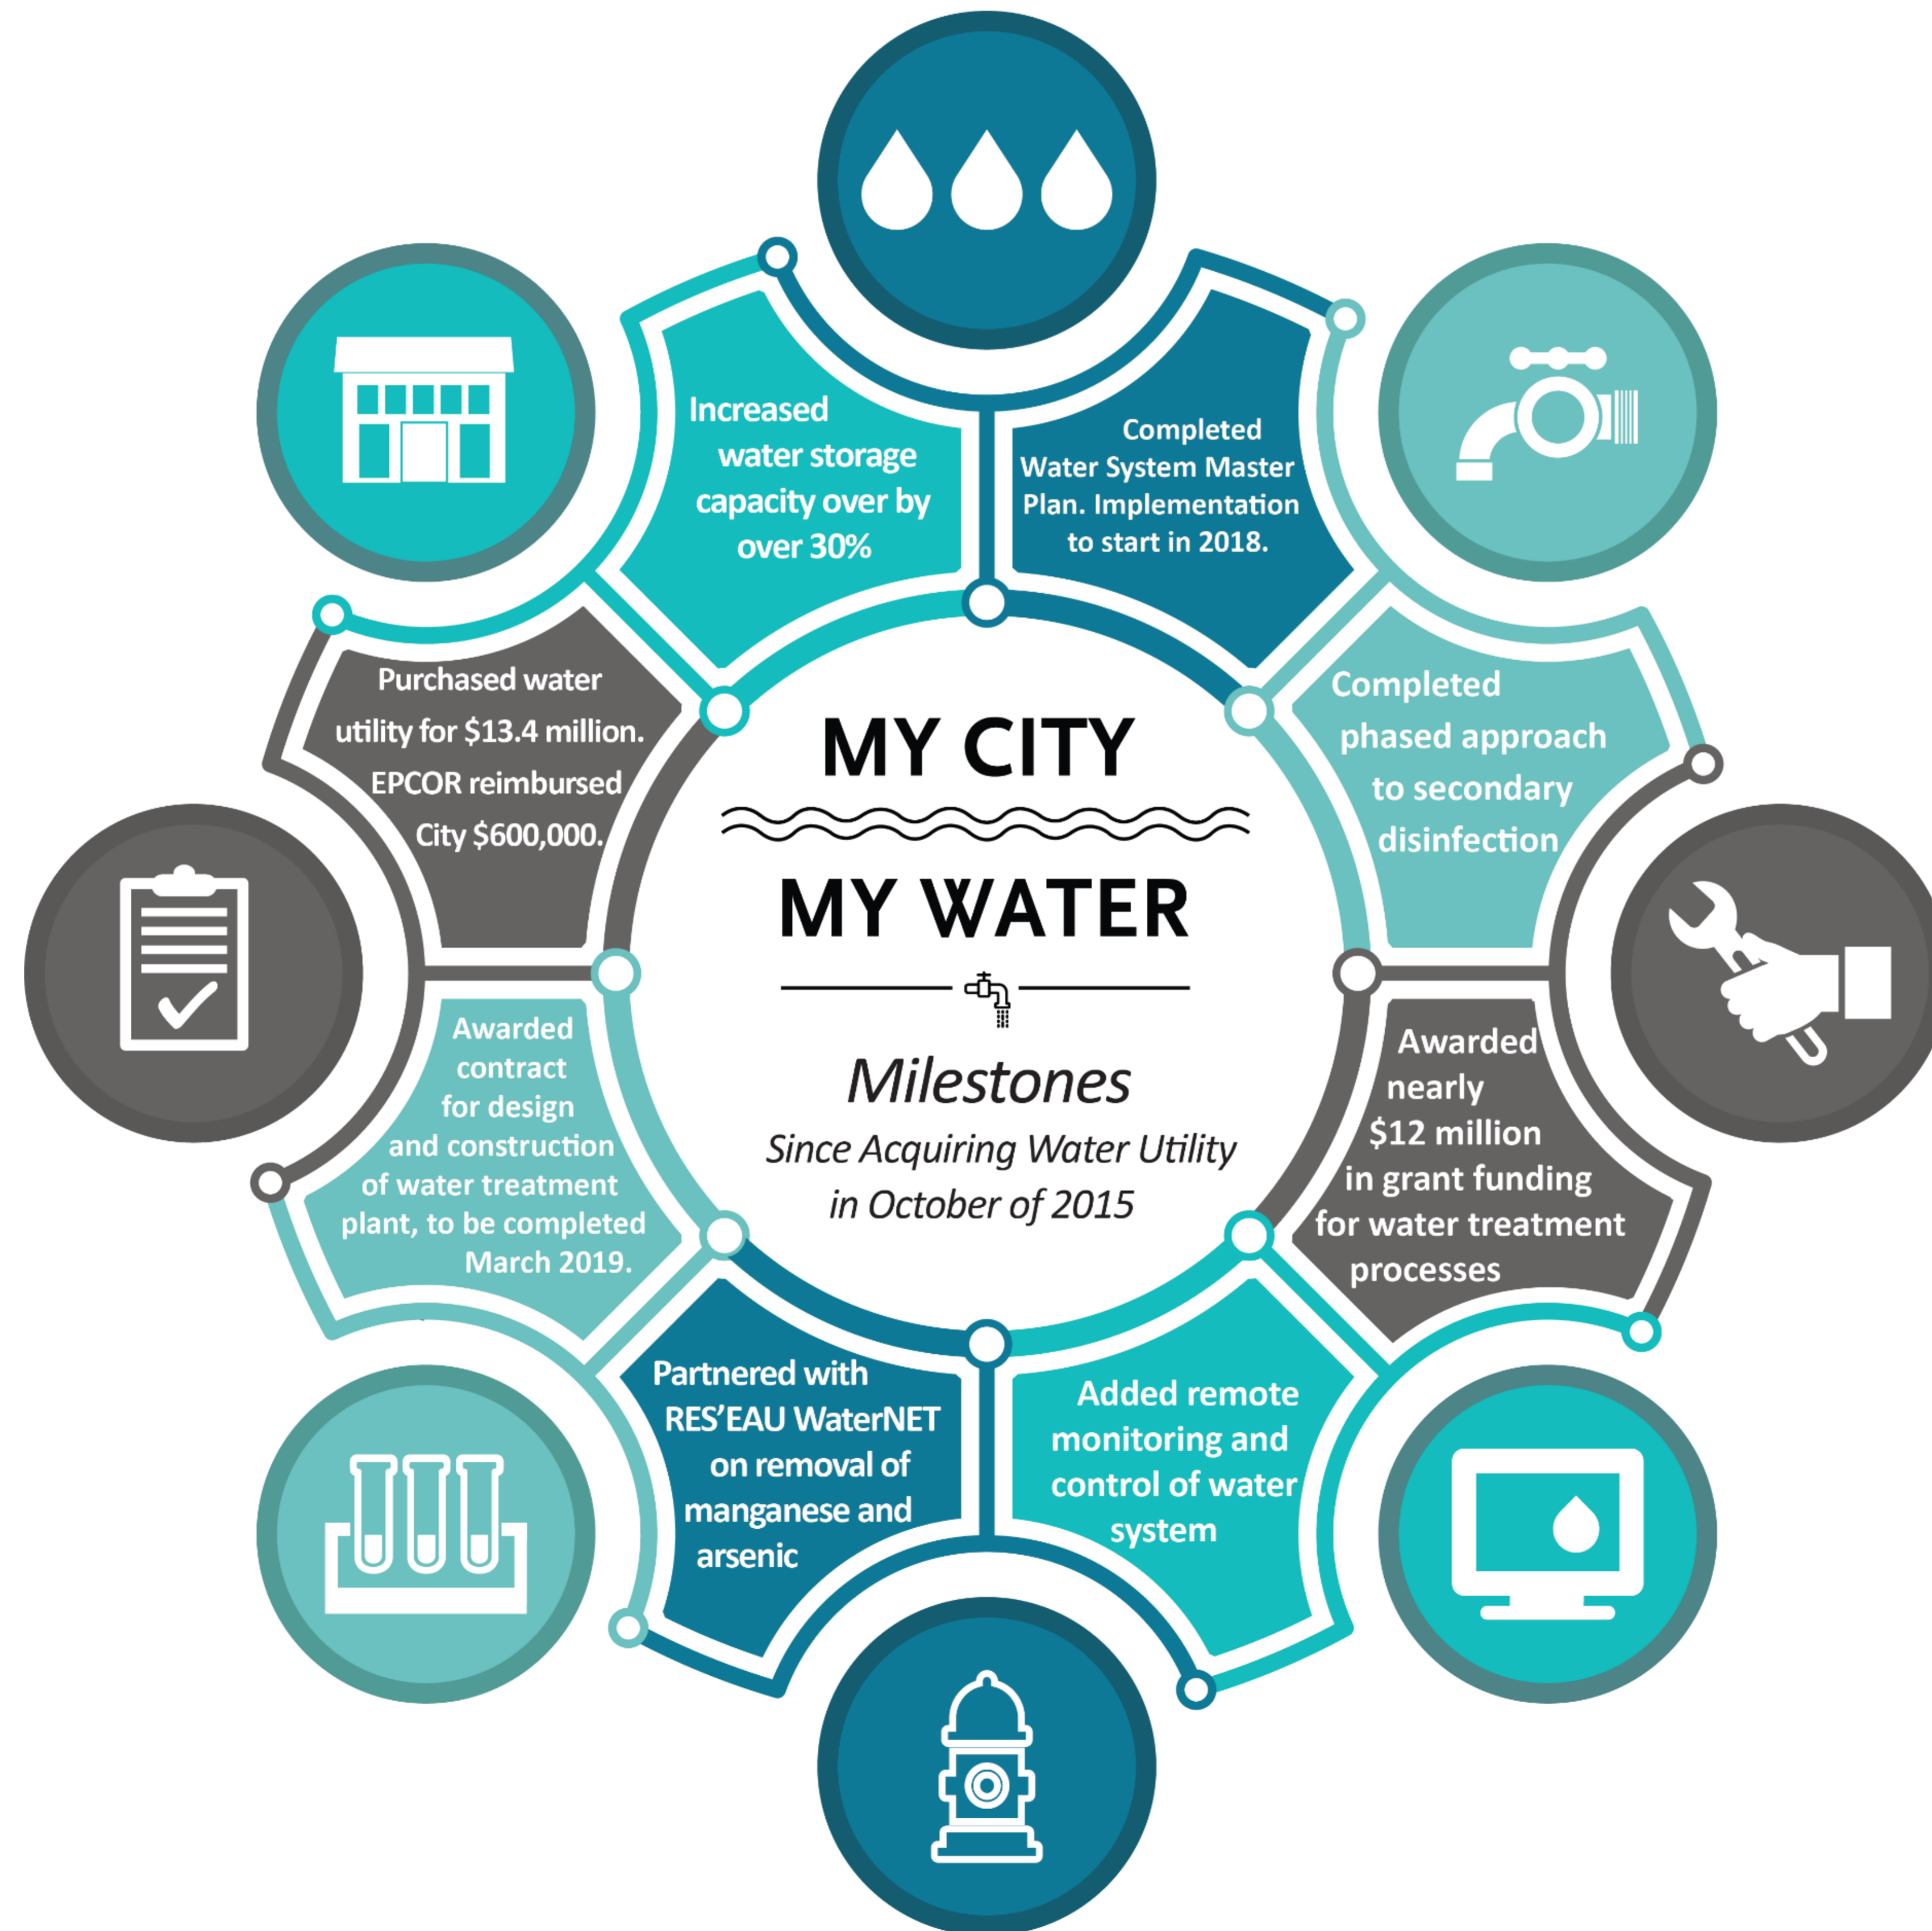 MY CITY
MY WATER
Milestones
Since Acquiring Water Utility
in October of 2015
Increased
water storage
capacity over by
over 30%
Completed
Water System Master
Plan. Implementation
to start in 2018.
Completed
phased approach
to secondary
disinfection
Awarded
nearly
$12 million
in grant funding
for water treatment
processes
Added remote
monitoring and
control of water
system
Partnered with
RES’EAU WaterNET
on removal of
manganese and
arsenic
Awarded
contract
for design
and construction
of water treatment
plant, to be completed
March 2019.
Purchased water
utility for $13.4 million.
EPCOR reimbursed
City $600,000.